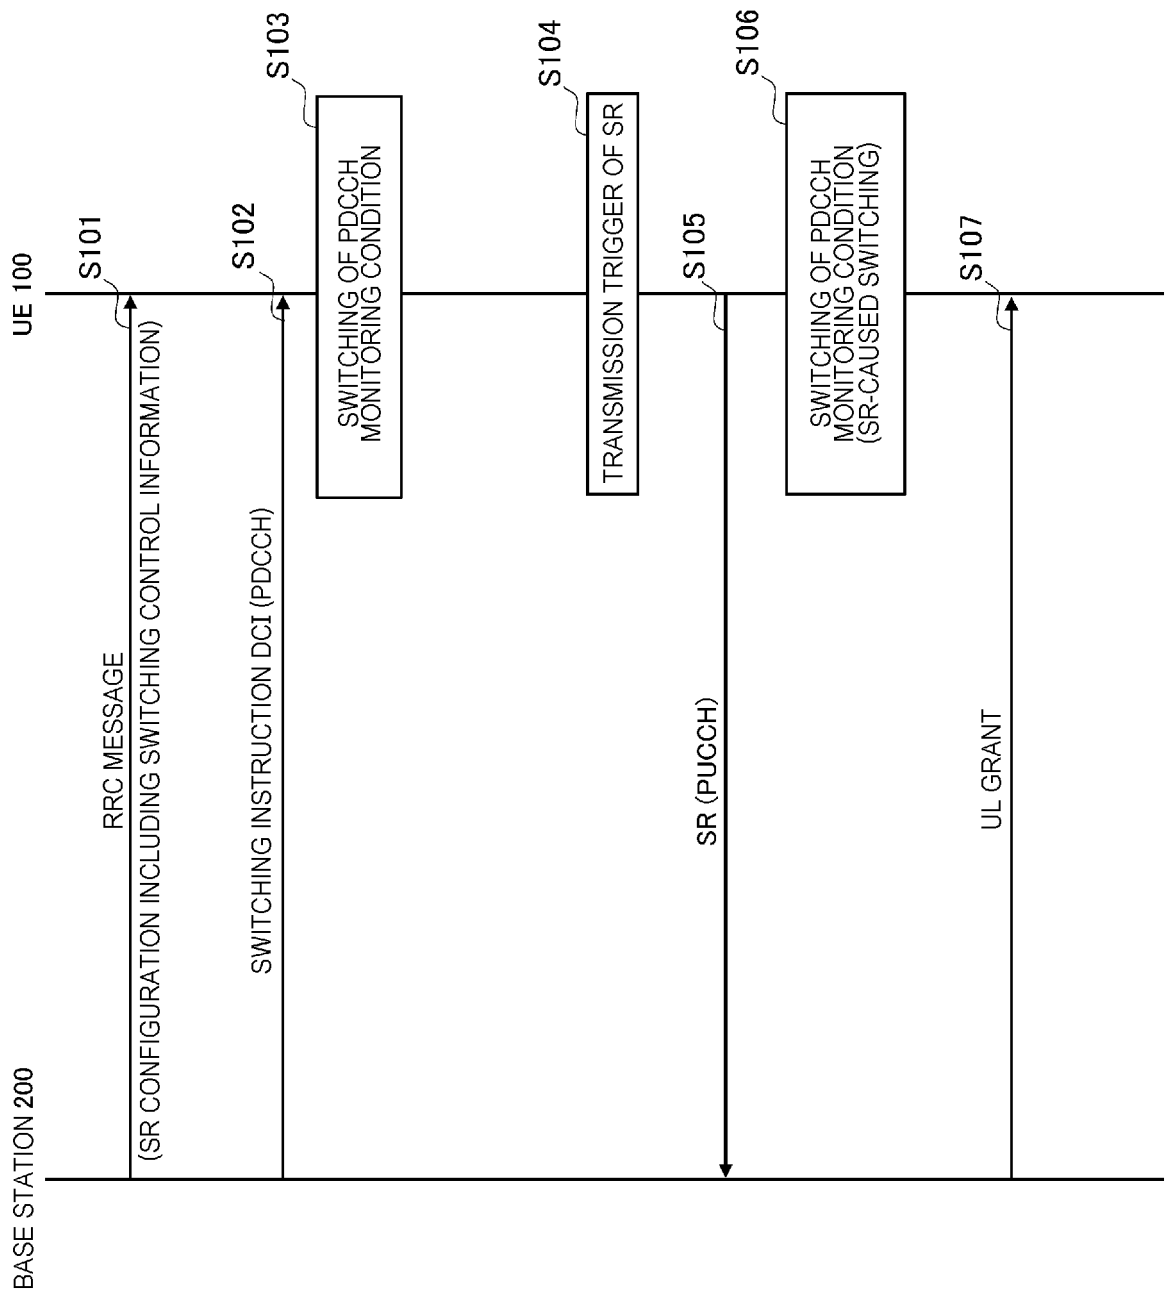 BASE STATION 200
UE 100
RRC MESSAGE
(SR CONFIGURATION INCLUDING SWITCHING CONTROL INFORMATION)
S101
SWITCHING INSTRUCTION DCI (PDCCH)
S102
SWITCHING OF PDCCH
MONITORING CONDITION
S103
TRANSMISSION TRIGGER OF SR
S104
SR (PUCCH)
S105
SWITCHING OF PDCCH
MONITORING CONDITION
(SR-CAUSED SWITCHING)
S106
UL GRANT
S107